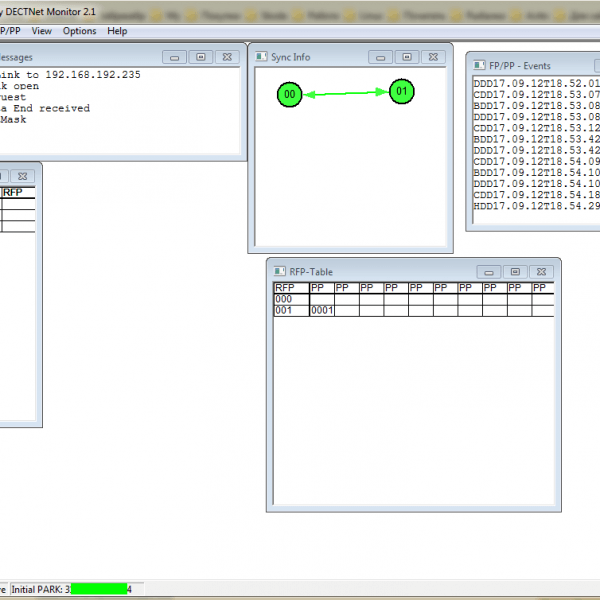 y DECTNet Monitor 2.1
FP/PP View Options Help
essages
Link to 192.168.192.235
k open
uest
a End received
Mask
RFP
Sync Info
00 01
FP/PP - Events
DDD17.09.12T18.52.01
CDD17.09.12T18.53.07
BDD17.09.12T18.53.08
DDD17.09.12T18.53.08
CDD17.09.12T18.53.12
BDD17.09.12T18.53.42
DDD17.09.12T18.53.42
CDD17.09.12T18.54.09
BDD17.09.12T18.54.10
DDD17.09.12T18.54.10
CDD17.09.12T18.54.18
HDD17.09.12T18.54.29
RFP-Table
RFP PP PP PP PP PP PP PP PP PP PP
000
001 0001
re Initial PARK: 3 4